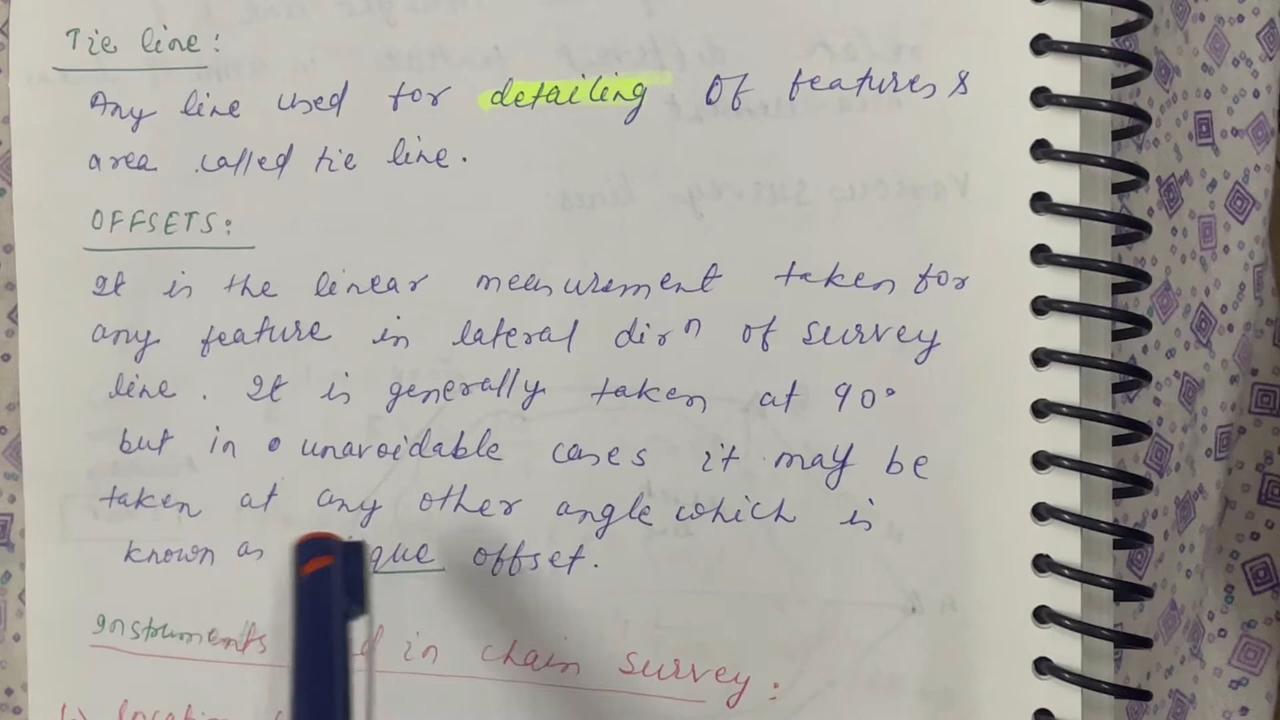 Tie line:
Any line used for detailing of features &
area called tie line.
OFFSETS:
It is the linear measurement taken for
any feature in lateral dirⁿ of survey
line. It is generally taken at 90°
but in unavoidable cases it may be
taken at any other angle which is
known as que offset.
Instruments in chain survey: